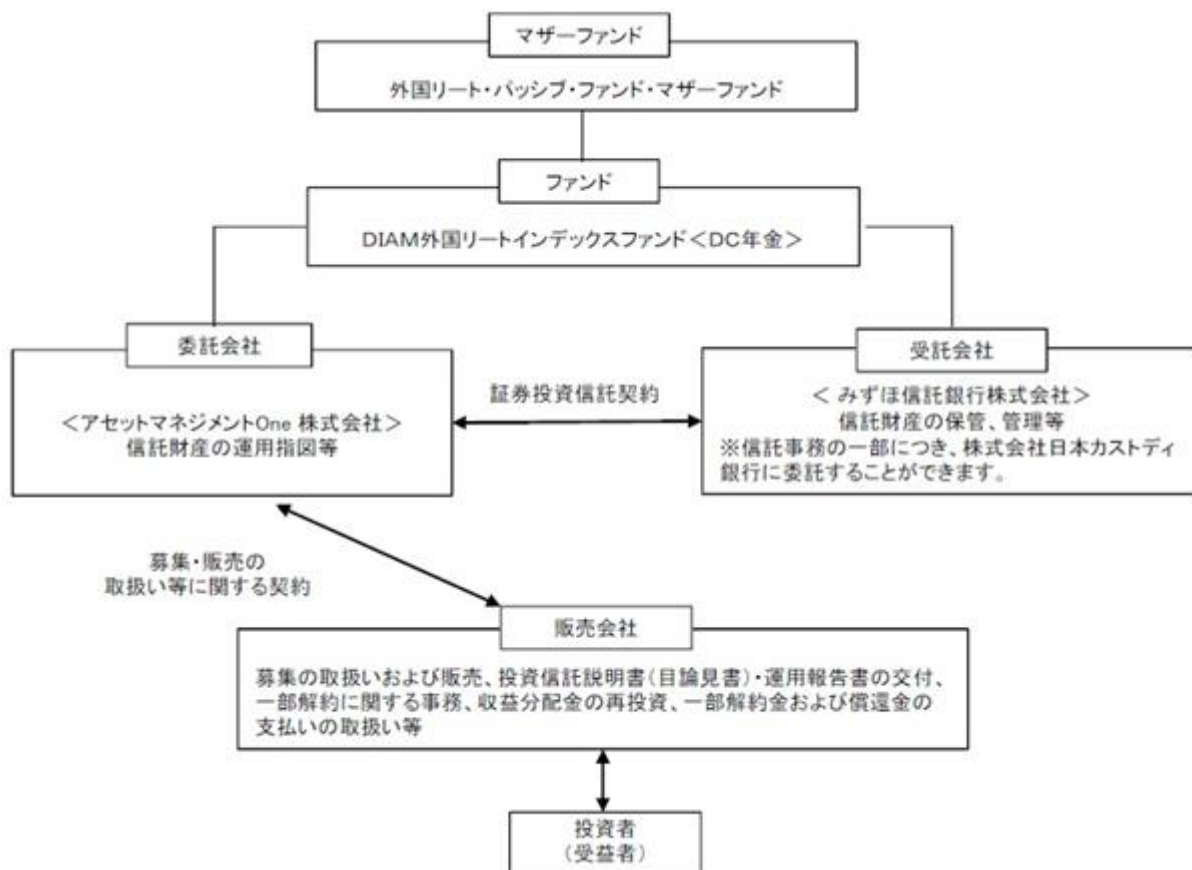 マザーファンド
外国リート・パッシブ・ファンド・マザーファンド
ファンド
DIAM外国リートインデックスファンド＜DC年金＞
委託会社
＜アセットマネジメントOne 株式会社＞
信託財産の運用指図等
証券投資信託契約
受託会社
＜ みずほ信託銀行株式会社＞
信託財産の保管、管理等
※信託事務の一部につき、株式会社日本カストディ
銀行に委託することができます。
募集・販売の
取扱い等に関する契約
販売会社
募集の取扱いおよび販売、投資信託説明書（目論見書）・運用報告書の交付、
一部解約に関する事務、収益分配金の再投資、一部解約金および償還金の
支払いの取扱い等
投資者
（受益者）